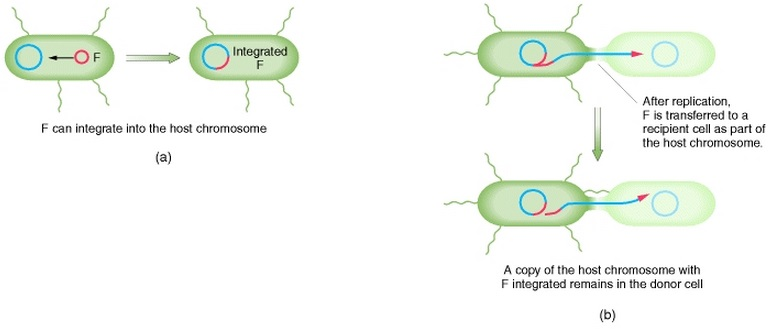 F
Integrated
F
F can integrate into the host chromosome
(a)
After replication,
F is transferred to a
recipient cell as part of
the host chromosome.
A copy of the host chromosome with
F integrated remains in the donor cell
(b)